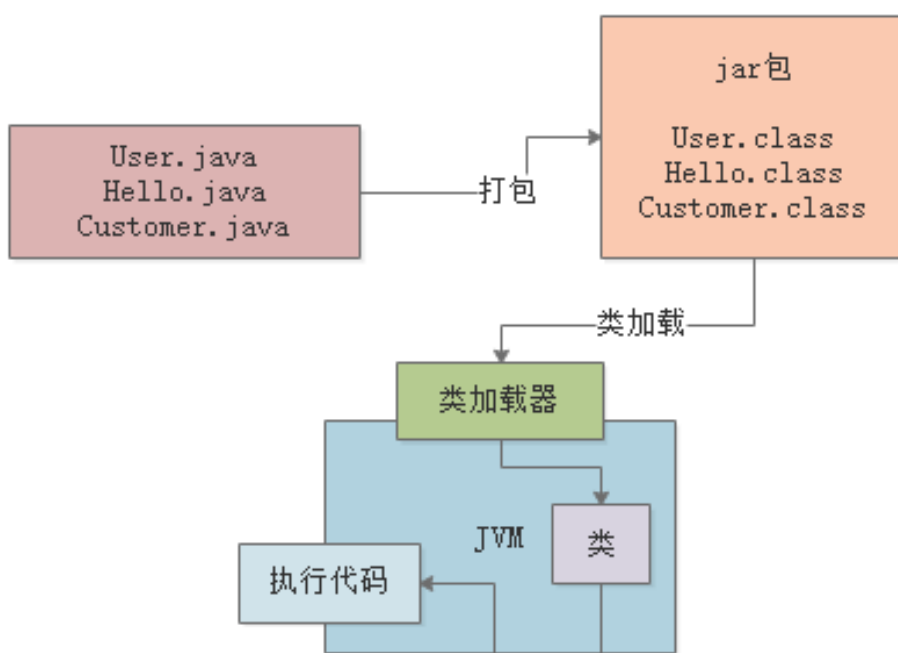 jar包
User.class
Hello.class
Customer.class
User.java
Hello.java
Customer.java
打包
类加载
类加载器
JVM
类
执行代码